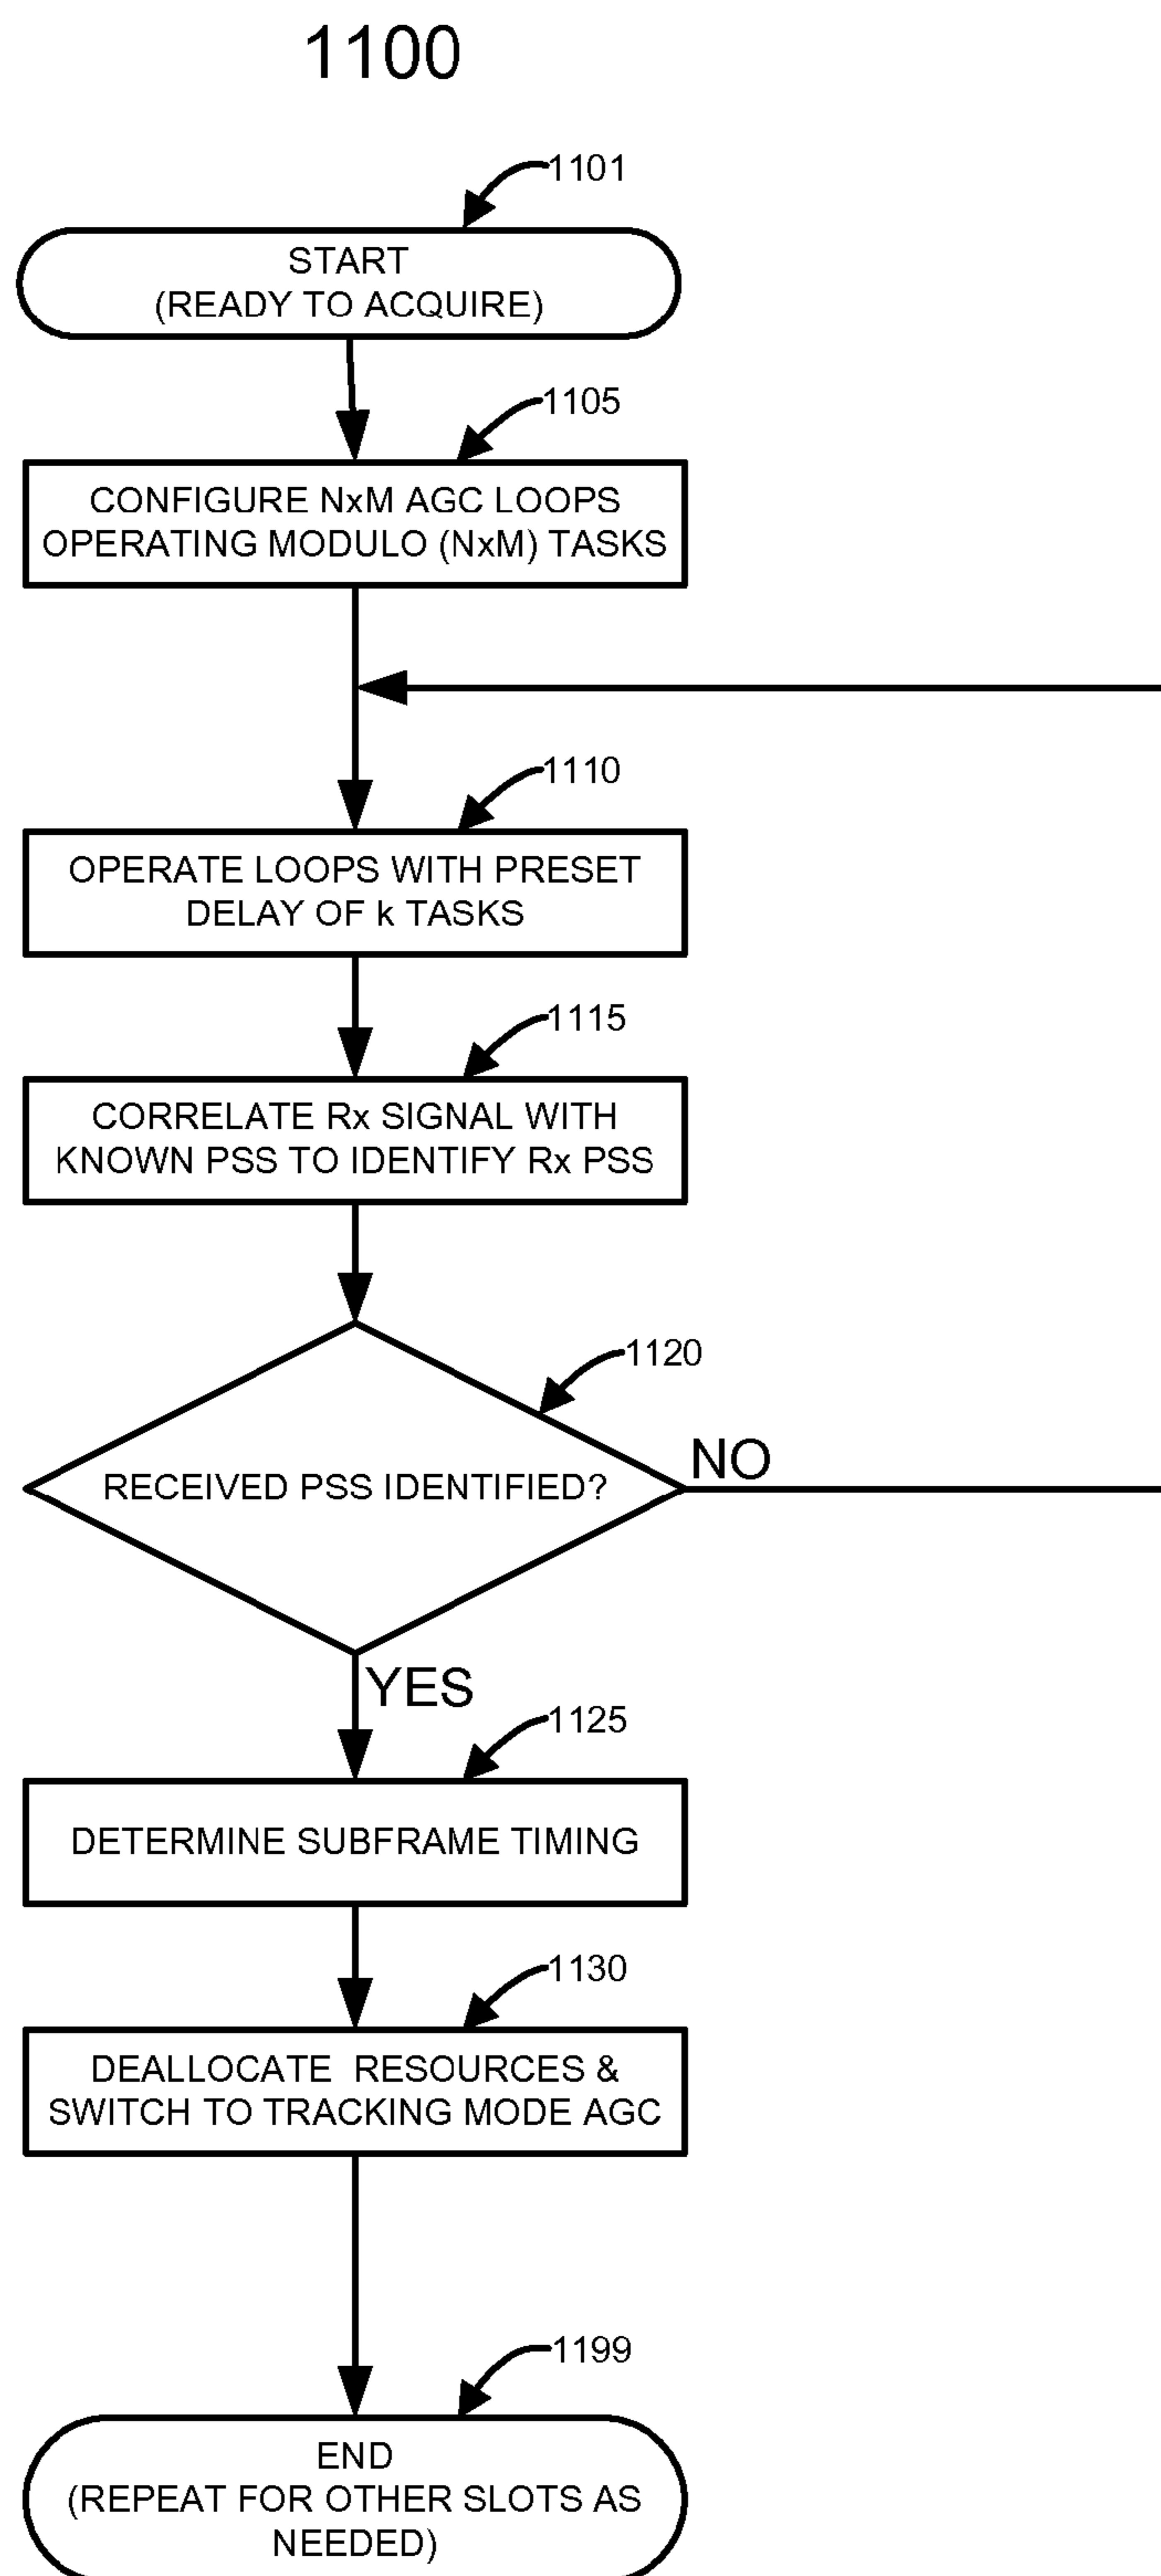 1100
1101
START
(READY TO ACQUIRE)
1105
CONFIGURE NxM AGC LOOPS
OPERATING MODULO (NxM) TASKS
1110
OPERATE LOOPS WITH PRESET
DELAY OF k TASKS
1115
CORRELATE Rx SIGNAL WITH
KNOWN PSS TO IDENTIFY Rx PSS
1120
NO
RECEIVED PSS IDENTIFIED?
YES
1125
DETERMINE SUBFRAME TIMING
1130
DEALLOCATE RESOURCES &
SWITCH TO TRACKING MODE AGC
1199
END
(REPEAT FOR OTHER SLOTS AS
NEEDED)